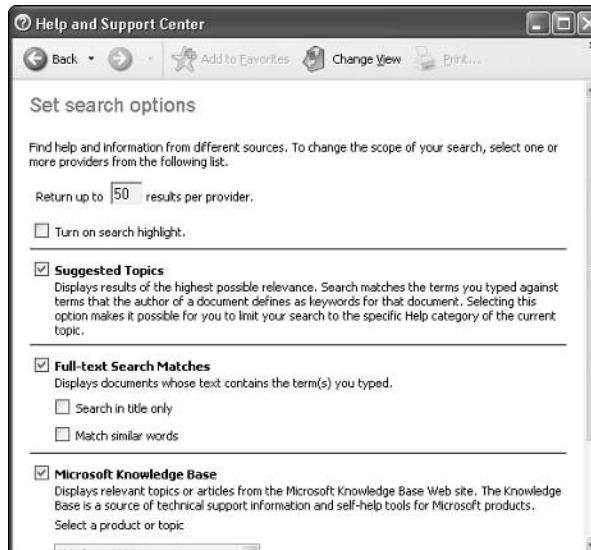 Help and Support Center
Back Add to Favorites Change View Print...
Set search options
Find help and information from different sources. To change the scope of your search, select one or
more providers from the following list.
Return up to 50 results per provider.
Turn on search highlight.
Suggested Topics
Displays results of the highest possible relevance. Search matches the terms you typed against
terms that the author of a document defines as keywords for that document. Selecting this
option makes it possible for you to limit your search to the specific Help category of the current
topic.
Full-text Search Matches
Displays documents whose text contains the term(s) you typed.
Search in title only
Match similar words
Microsoft Knowledge Base
Displays relevant topics or articles from the Microsoft Knowledge Base Web site. The Knowledge
Base is a source of technical support information and self-help tools for Microsoft products.
Select a product or topic